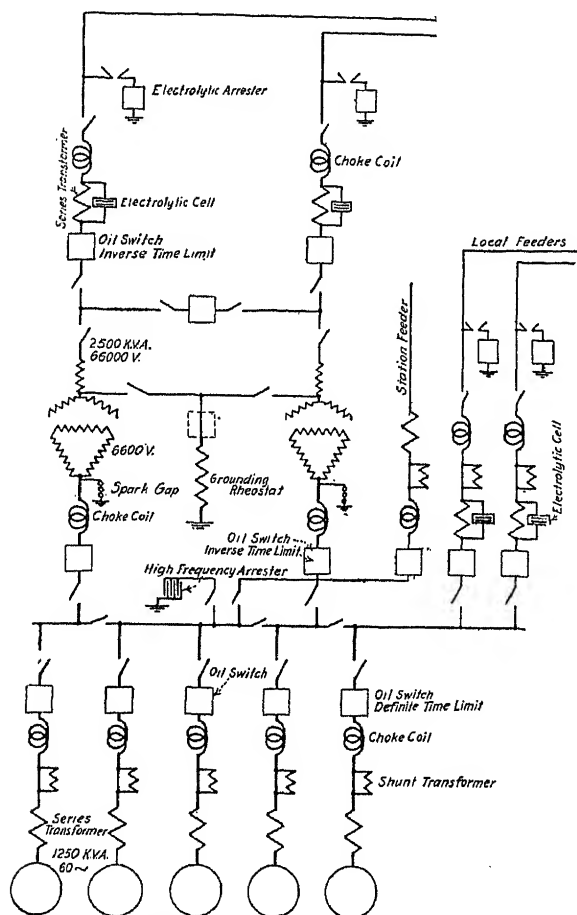 Electrolytic Arrester
Series Transformer
Choke Coil
Electrolytic Cell
Oil Switch
Inverse Time Limit
Local Feeders
2500 K.V.A.
66000 V.
Station Feeder
6600 V.
Spark Gap
Grounding
Rheostat
Electrolytic Cell
Choke Coil
Oil Switch
Inverse Time Limit
High Frequency Arrester
Oil Switch
Oil Switch
Definite Time Limit
Choke Coil
Shunt Transformer
Series
Transformer
1250 K.V.A.
60~